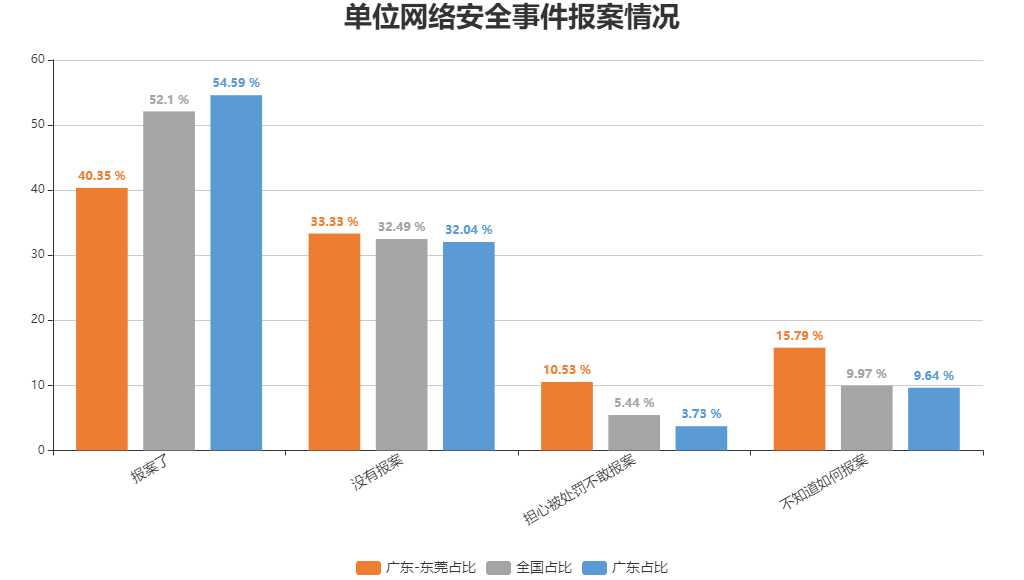 单位网络安全事件报案情况
60
50
40
30
20
10
0
40.35 %
52.1 %
54.59 %
33.33 %
32.49 %
32.04 %
10.53 %
5.44 %
3.73 %
15.79 %
9.97 %
9.64 %
报案了
没有报案
担心被处罚不敢报案
不知道如何报案
广东-东莞占比
全国占比
广东占比